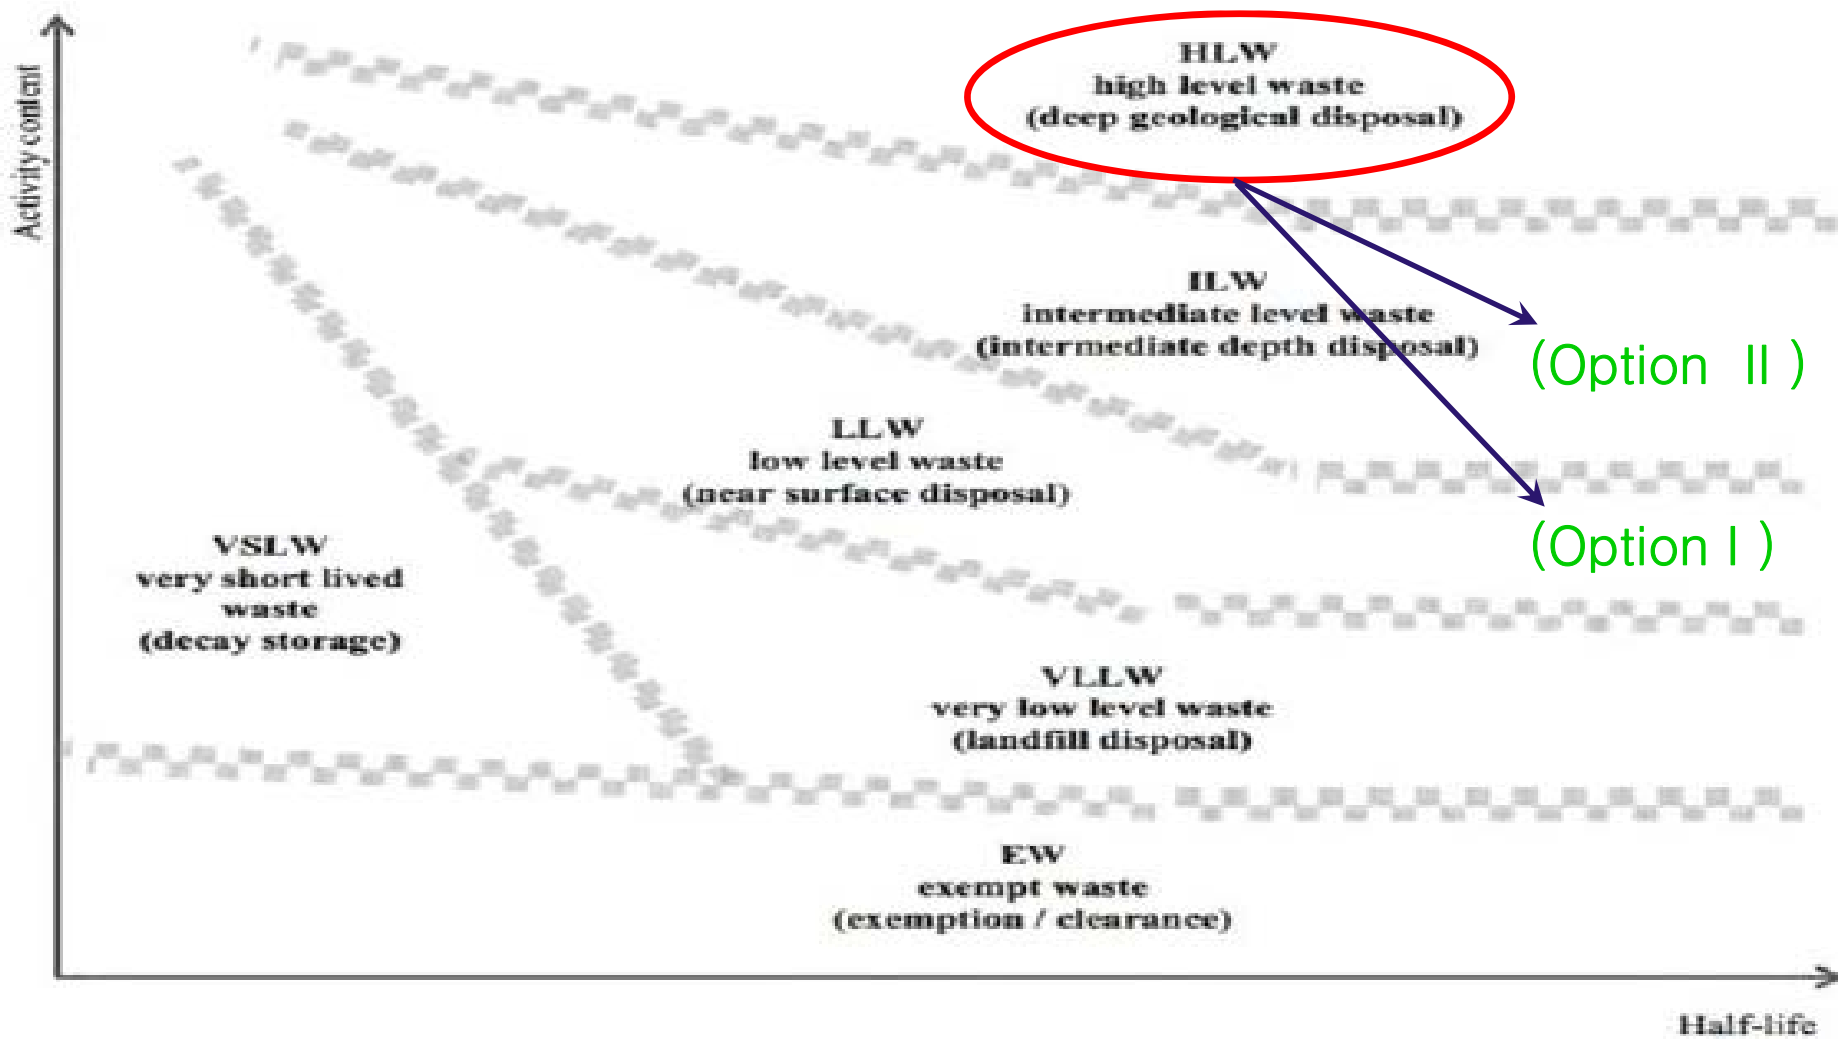 Activity content
HLW
high level waste
(deep geological disposal)
ILW
intermediate level waste
(intermediate depth disposal)
(Option II )
LLW
low level waste
(near surface disposal)
(Option I )
VSLW
very short lived
waste
(decay storage)
VLLW
very low level waste
(landfill disposal)
EW
exempt waste
(exemption / clearance)
Half-life